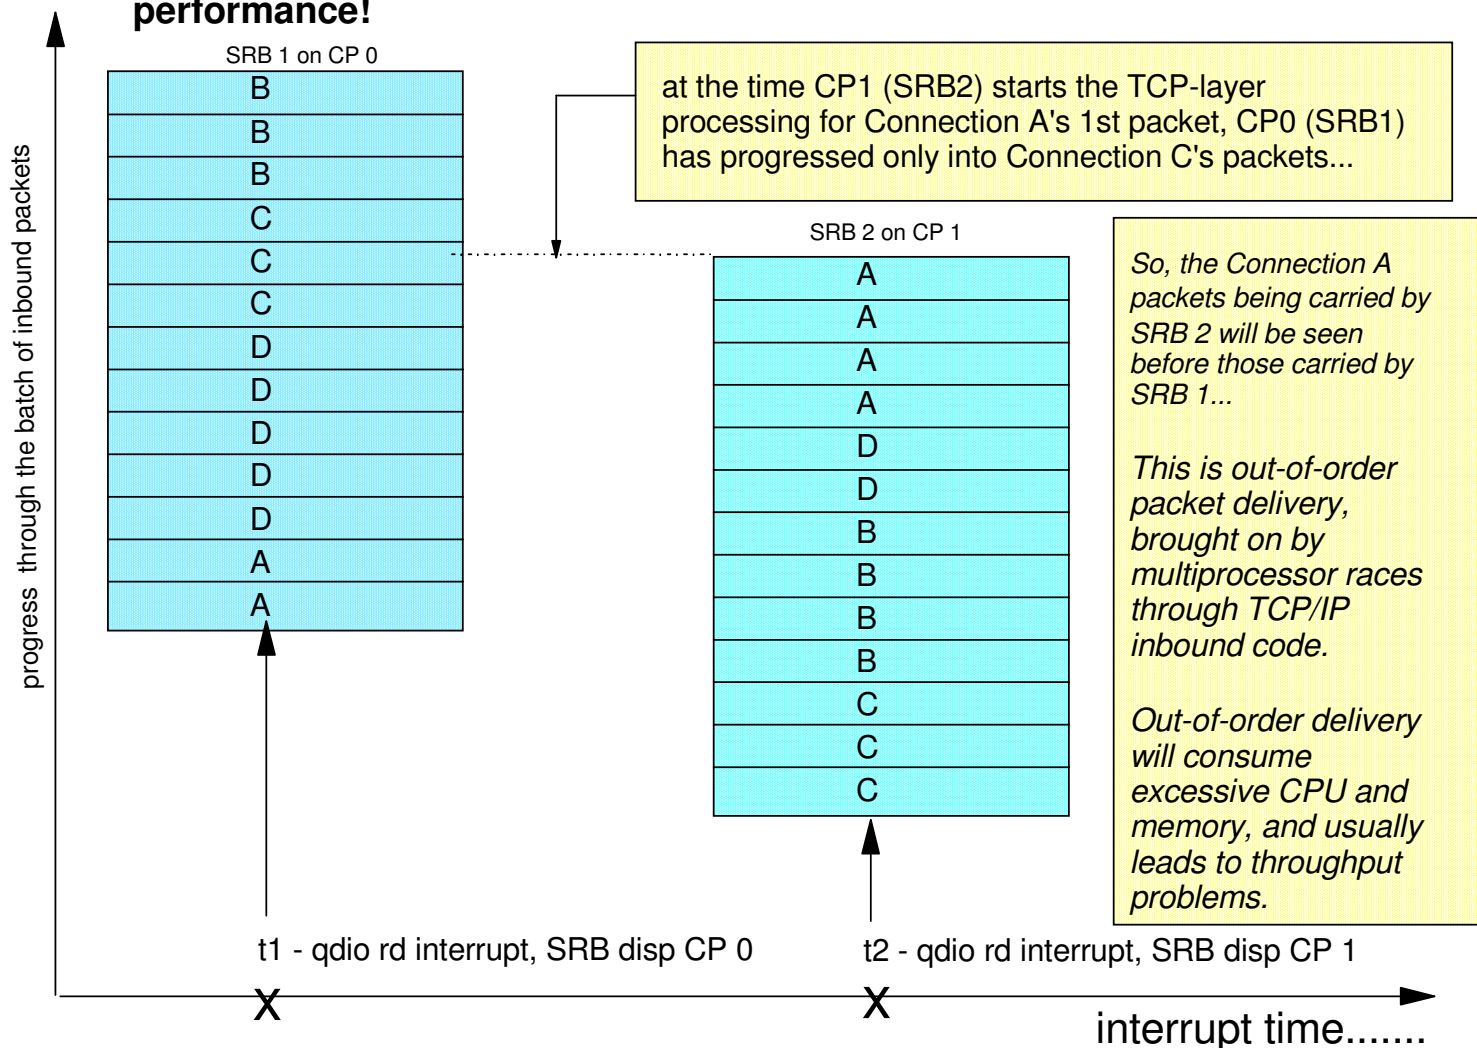 performance!
SRB 1 on CP 0
B
B
B
C
C
C
D
D
D
D
D
A
A
progress through the batch of inbound packets
at the time CP1 (SRB2) starts the TCP-layer
processing for Connection A's 1st packet, CP0 (SRB1)
has progressed only into Connection C's packets...
SRB 2 on CP 1
A
A
A
A
D
D
B
B
B
B
C
C
C
So, the Connection A
packets being carried by
SRB 2 will be seen
before those carried by
SRB 1...
This is out-of-order
packet delivery,
brought on by
multiprocessor races
through TCP/IP
inbound code.
Out-of-order delivery
will consume
excessive CPU and
memory, and usually
leads to throughput
problems.
t1 - qdio rd interrupt, SRB disp CP 0
t2 - qdio rd interrupt, SRB disp CP 1
x
x
interrupt time.......